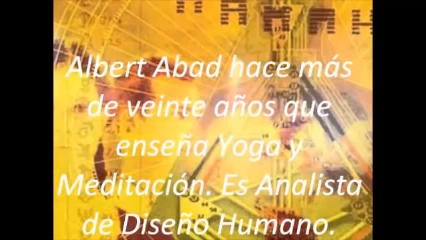 Albert Abad hace más
de veinte años que
enseña Yoga y
Meditación. Es Analista
de Diseño Humano.